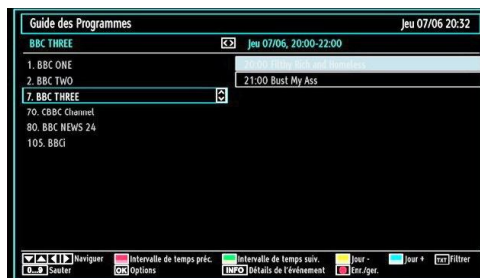 Guide des Programmes Jeu 07/06 20:32
BBC THREE Jeu 07/06, 20:00-22:00
1. BBC ONE 20:00 Filthy Rich and Homeless
2. BBC TWO 21:00 Bust My Ass
7. BBC THREE
70. CBBC Channel
80. BBC NEWS 24
105. BBCi
Naviguer Intervalle de temps préc. Intervalle de temps suiv. Jour - Jour + TXT Filtrer
0...9 Sauter OK Options INFO Détails de l'événement Enr./ger.